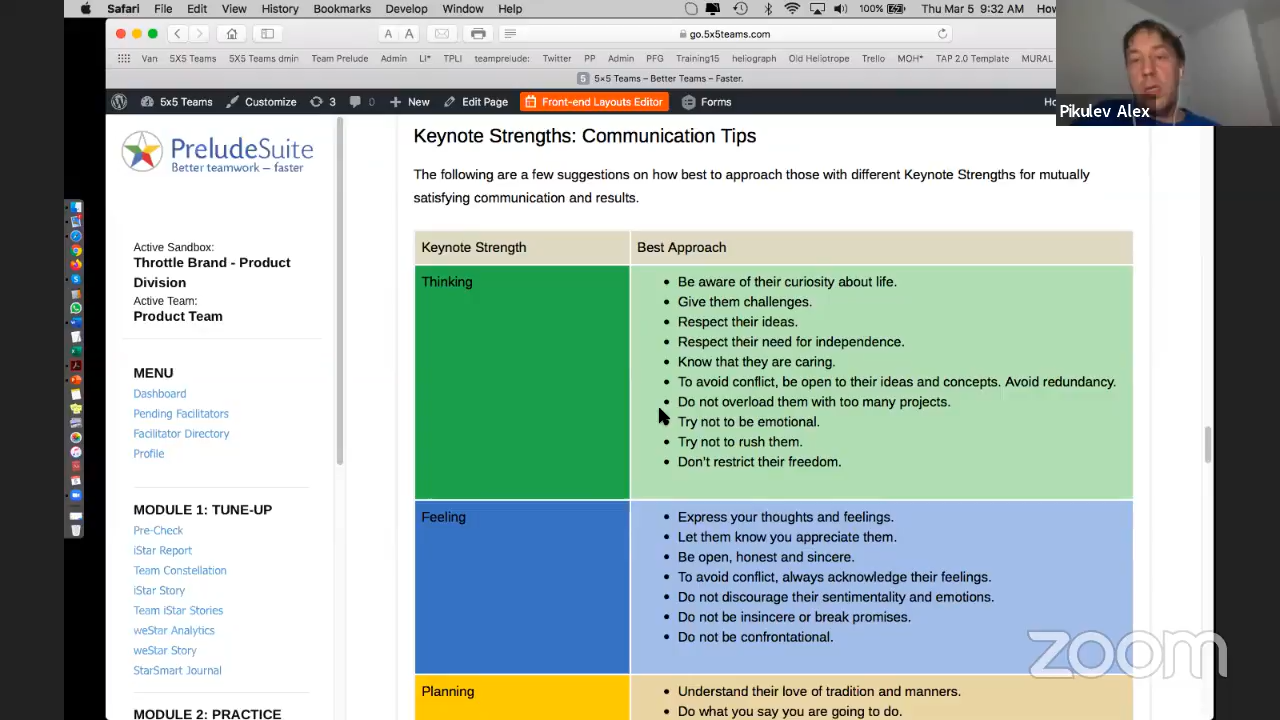 Safari File Edit View History Bookmarks Develop Window Help 100% Thu Mar 5 9:32 AM How
go.5x5teams.com
Van 5X5 Teams 5X5 Teams dmin Team Prelude Admin LI* TPLI teamprelude: Twitter PP Admin PFG Training15 heliograph Old Heliotrope Trello MOH* TAP 2.0 Template MURAL
5 5×5 Teams – Better Teams – Faster.
5x5 Teams Customize 3 0 New Edit Page Front-end Layouts Editor Forms Ho
Pikulev Alex
PreludeSuite
Better teamwork – faster
Active Sandbox:
Throttle Brand - Product
Division
Active Team:
Product Team
MENU
Dashboard
Pending Facilitators
Facilitator Directory
Profile
MODULE 1: TUNE-UP
Pre-Check
iStar Report
Team Constellation
iStar Story
Team iStar Stories
weStar Analytics
weStar Story
StarSmart Journal
MODULE 2: PRACTICE
Keynote Strengths: Communication Tips
The following are a few suggestions on how best to approach those with different Keynote Strengths for mutually
satisfying communication and results.
Keynote Strength Best Approach
Thinking
• Be aware of their curiosity about life.
• Give them challenges.
• Respect their ideas.
• Respect their need for independence.
• Know that they are caring.
• To avoid conflict, be open to their ideas and concepts. Avoid redundancy.
• Do not overload them with too many projects.
• Try not to be emotional.
• Try not to rush them.
• Don't restrict their freedom.
Feeling
• Express your thoughts and feelings.
• Let them know you appreciate them.
• Be open, honest and sincere.
• To avoid conflict, always acknowledge their feelings.
• Do not discourage their sentimentality and emotions.
• Do not be insincere or break promises.
• Do not be confrontational.
Planning
• Understand their love of tradition and manners.
• Do what you say you are going to do.
zoom